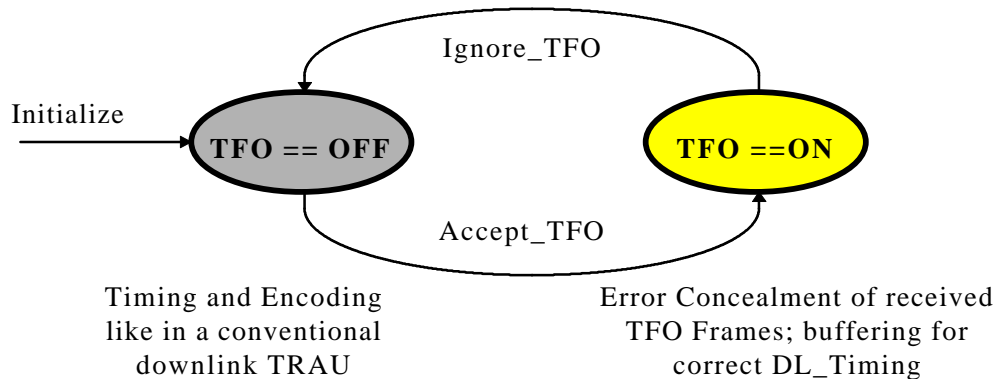 Ignore_TFO
Initialize
TFO == OFF
TFO ==ON
Accept_TFO
Timing and Encoding
like in a conventional
downlink TRAU
Error Concealment of received
TFO Frames; buffering for
correct DL_Timing